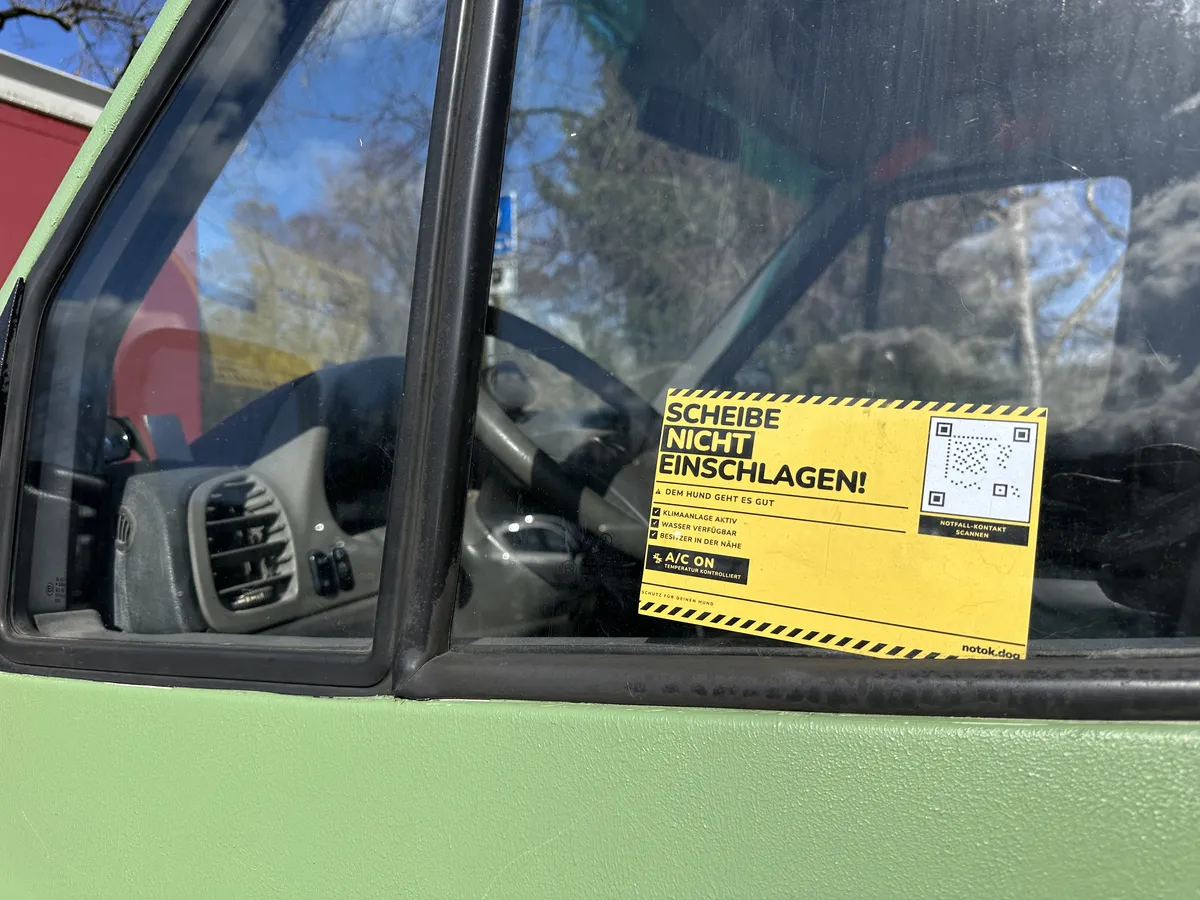 SCHEIBE
NICHT
EINSCHLAGEN!
DEM HUND GEHT ES GUT
KLIMAANLAGE AKTIV
WASSER VERFÜGBAR
BESITZER IN DER NÄHE
A/C ON
TEMPERATUR KONTROLLIERT
SCHUTZ FÜR DEINEN HUND
NOTFALL-KONTAKT
SCANNEN
notok.dog